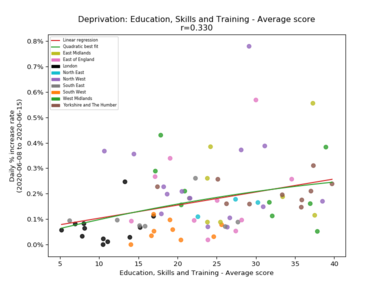 Deprivation: Education, Skills and Training - Average score
r=0.330
Daily % increase rate
(2020-06-08 to 2020-06-15)
0.8%
0.7%
0.6%
0.5%
0.4%
0.3%
0.2%
0.1%
0.0%
Linear regression
Quadratic best fit
East Midlands
East of England
London
North East
North West
South East
South West
West Midlands
Yorkshire and The Humber
5 10 15 20 25 30 35 40
Education, Skills and Training - Average score